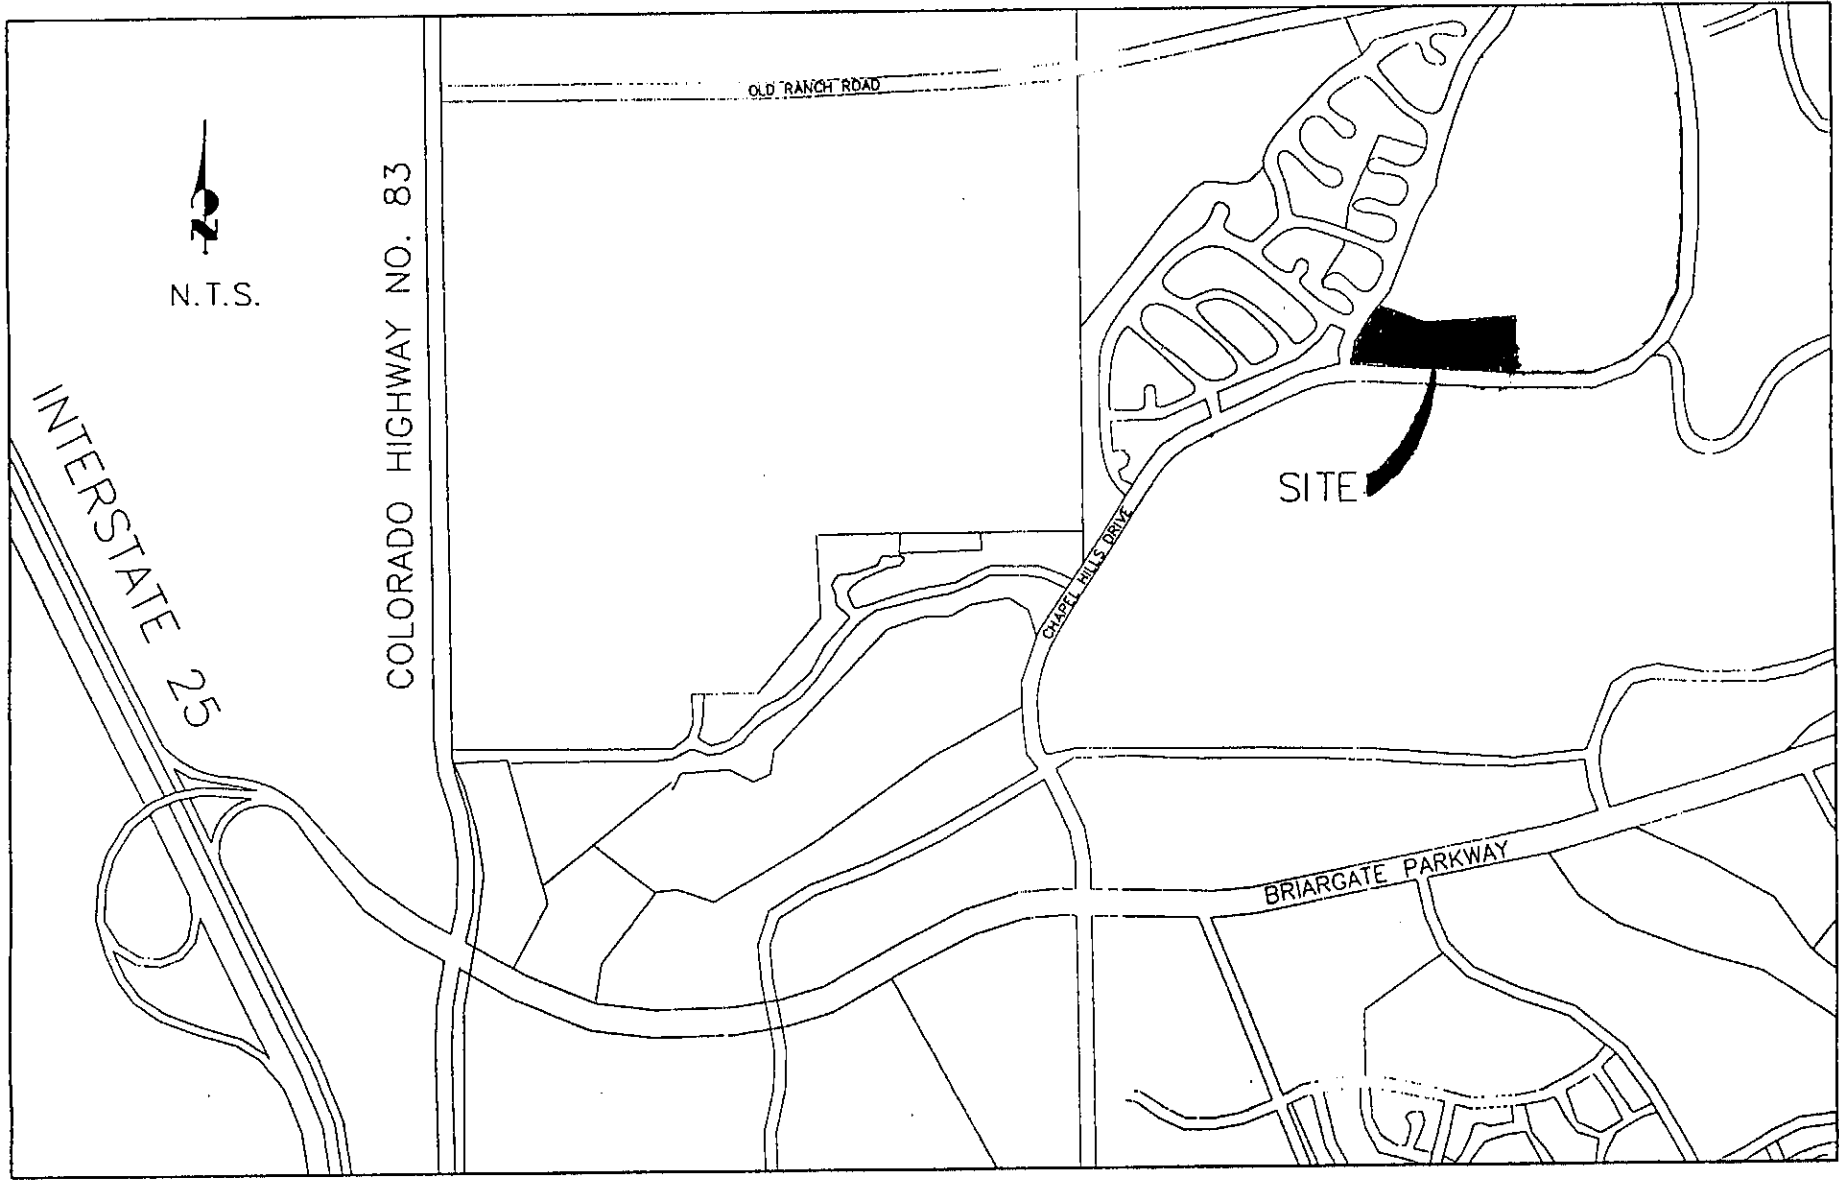 OLD RANCH ROAD
N
N.T.S.
COLORADO HIGHWAY NO. 83
INTERSTATE 25
SITE
CHAPEL HILLS DRIVE
BRIARGATE PARKWAY